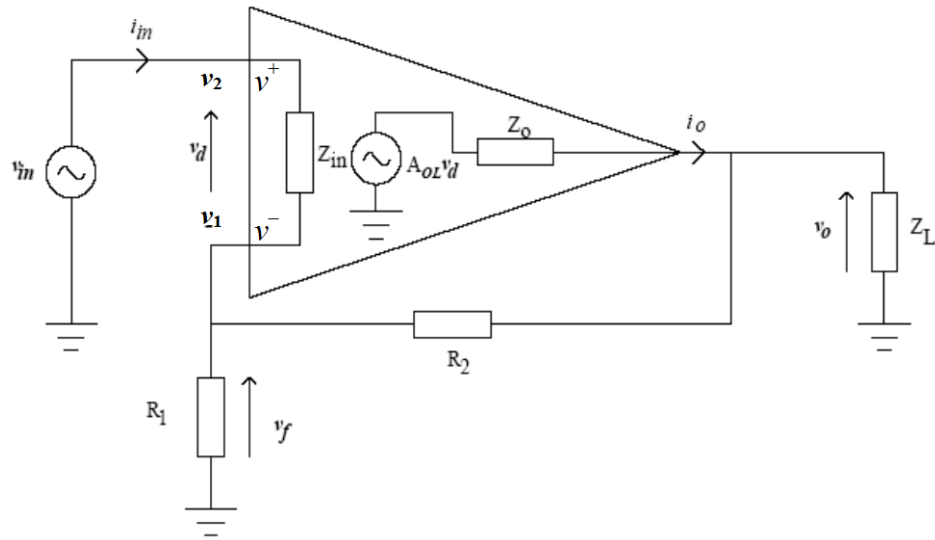 i_in
v_2
v^+
v_in
v_d
Z_in
A_OL v_d
Z_o
i_o
v_1
v^-
v_o
Z_L
R_2
R_1
v_f